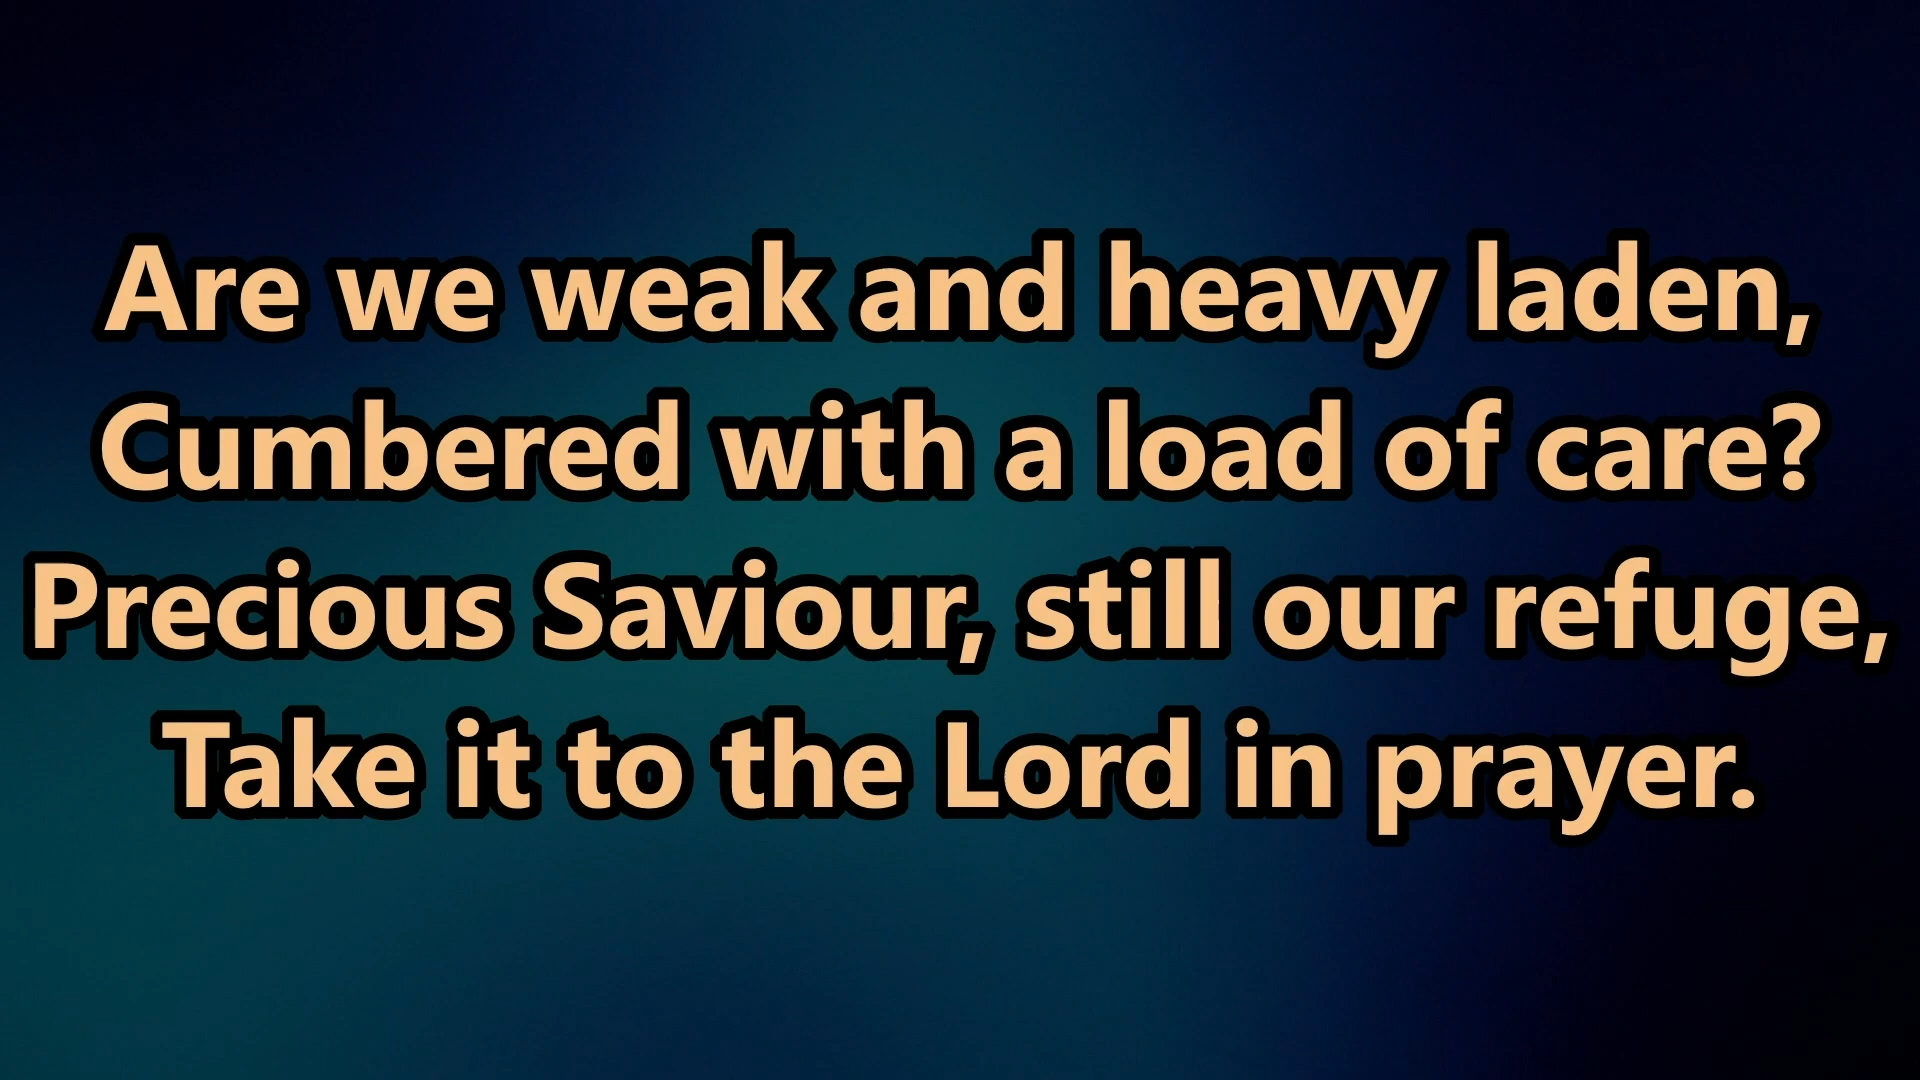 Are we weak and heavy laden,
Cumbered with a load of care?
Precious Saviour, still our refuge,
Take it to the Lord in prayer.